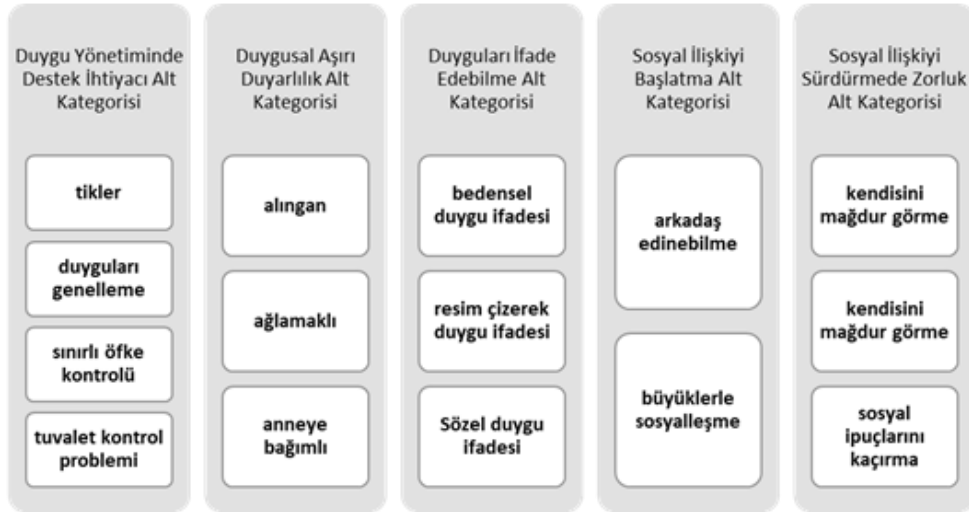 Duygu Yönetiminde
Destek İhtiyacı Alt
Kategorisi
tikler
duyguları
genelleme
sınırlı öfke
kontrolü
tuvalet kontrol
problemi
Duygusal Aşırı
Duyarlılık Alt
Kategorisi
alıngan
ağlamaklı
anneye
bağımlı
Duyguları İfade
Edebilme Alt
Kategorisi
bedensel
duygu ifadesi
resim çizerek
duygu ifadesi
Sözel duygu
ifadesi
Sosyal İlişkiyi
Başlatma Alt
Kategorisi
arkadaş
edinebilme
büyüklerle
sosyalleşme
Sosyal İlişkiyi
Sürdürmede Zorluk
Alt Kategorisi
kendisini
mağdur görme
kendisini
mağdur görme
sosyal
ipuçlarını
kaçırma